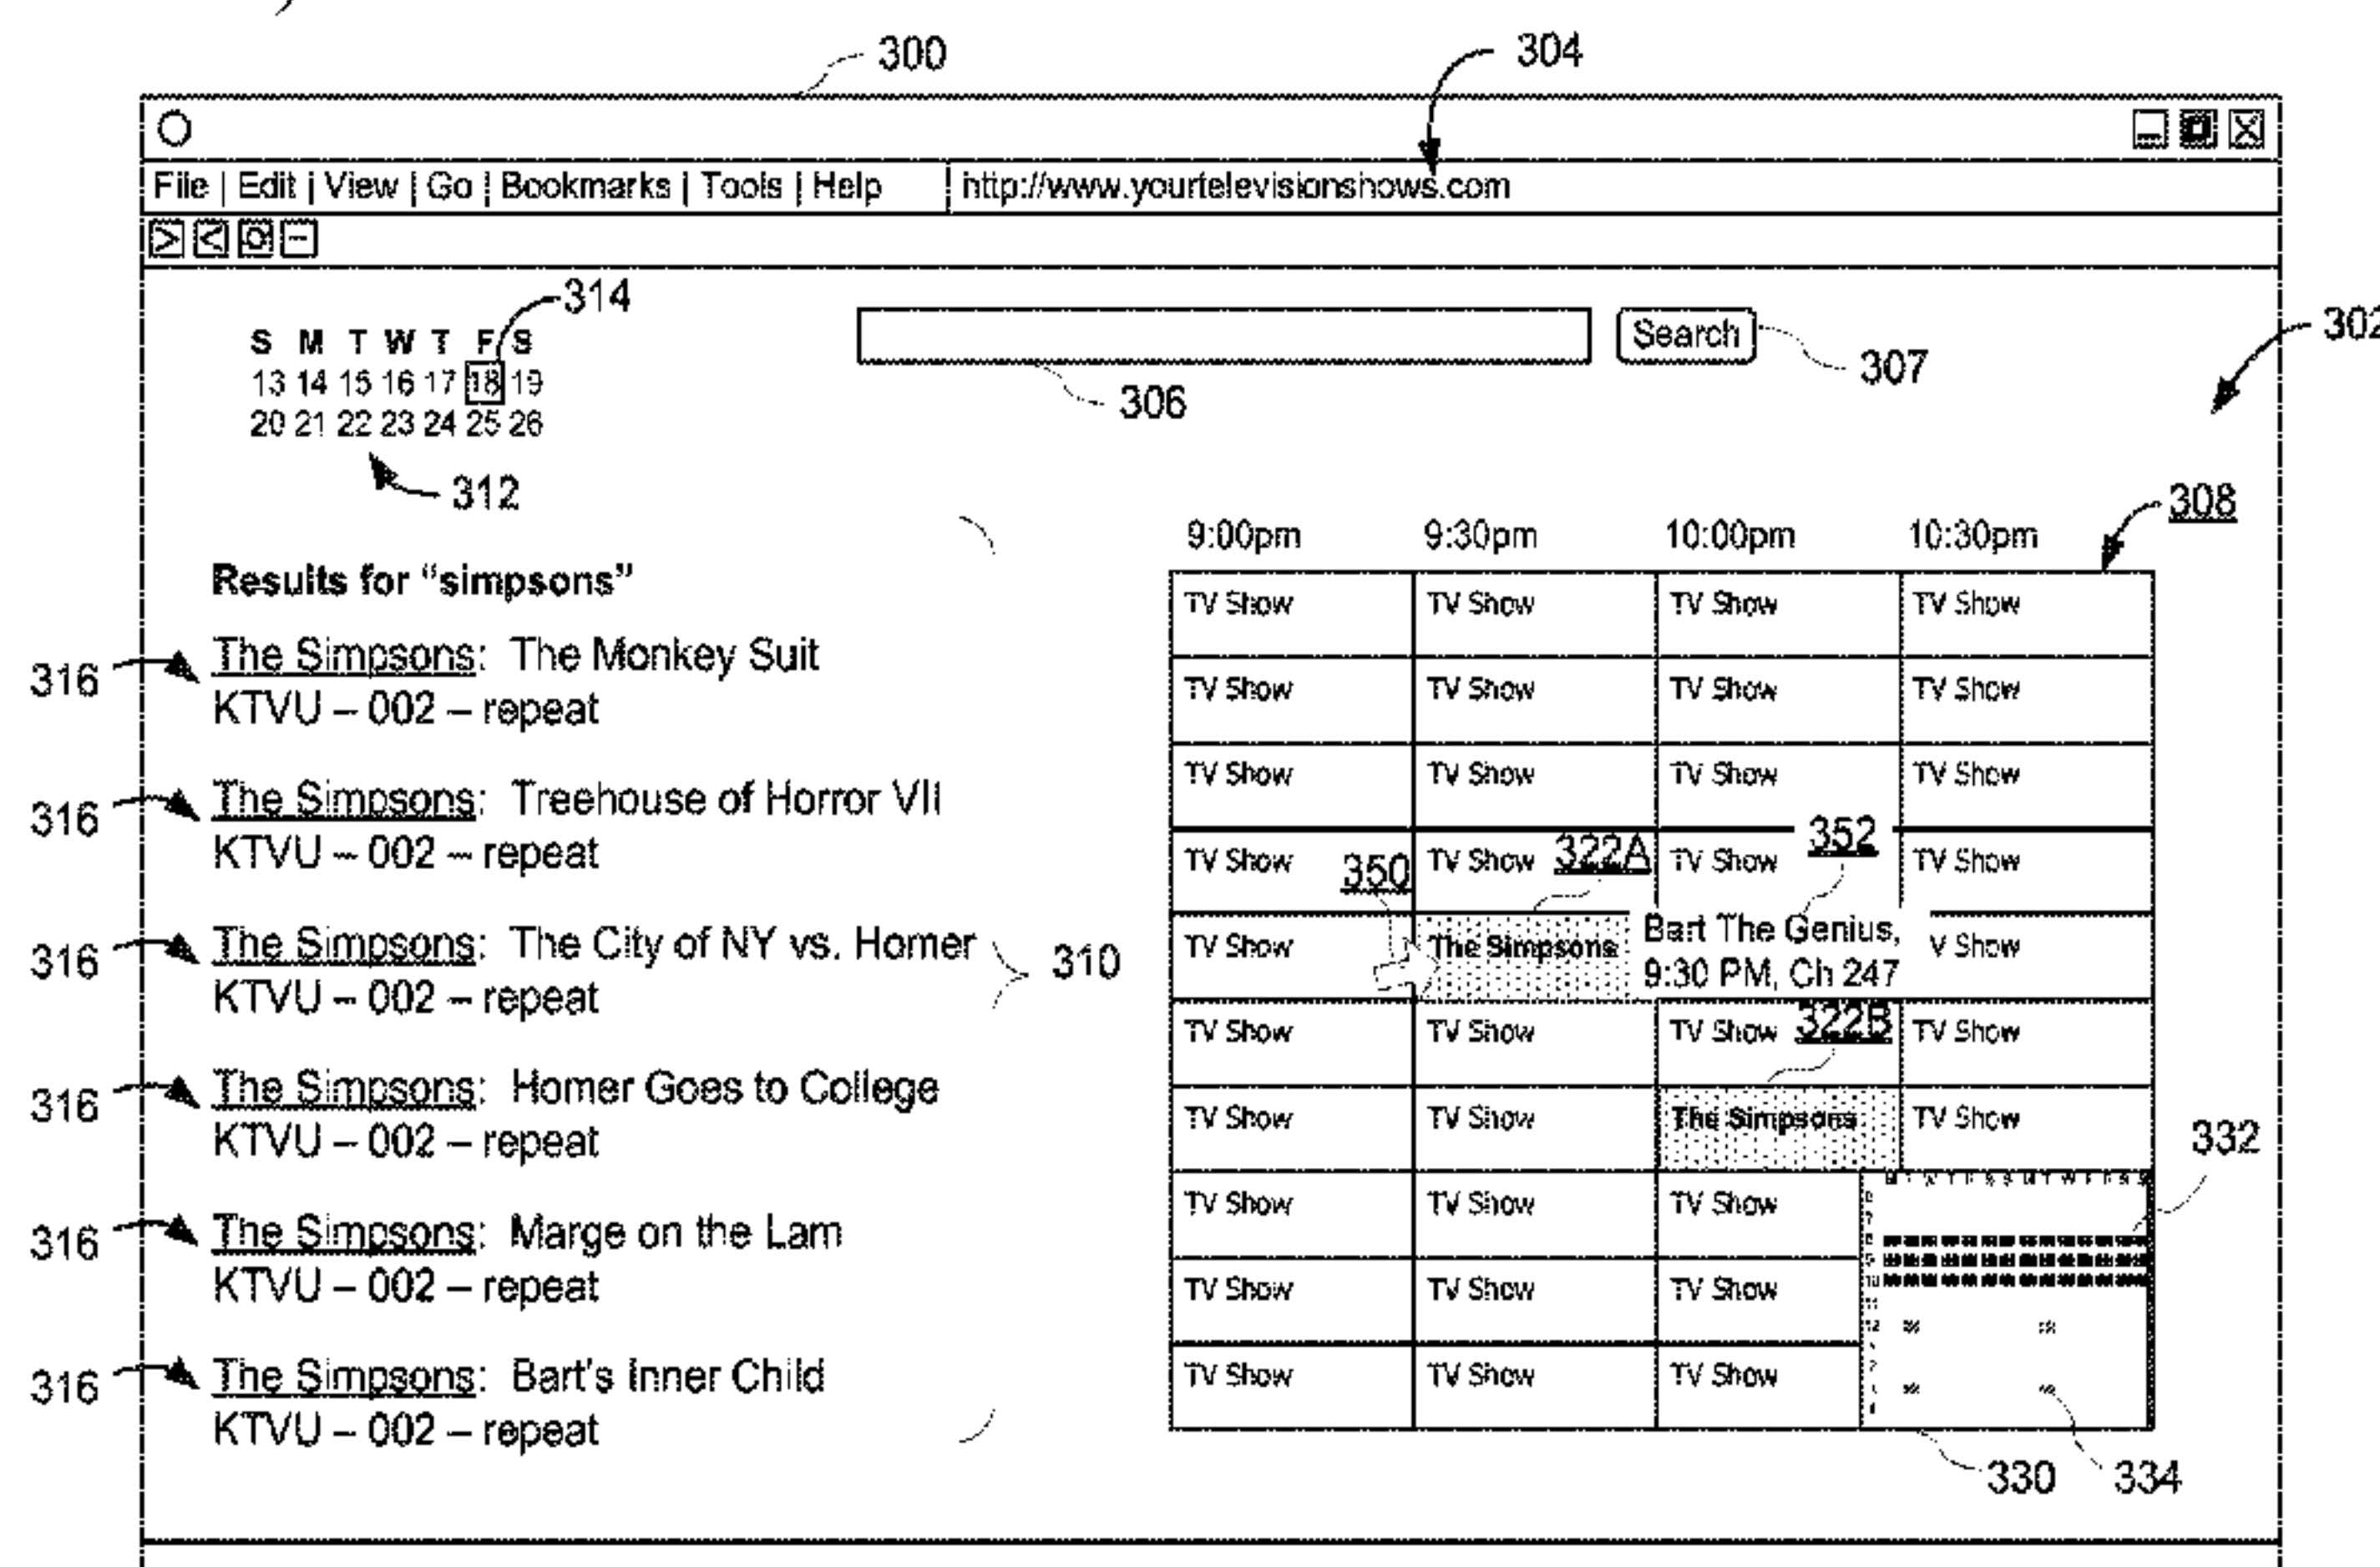 300
304
File | Edit | View | Go | Bookmarks | Tools | Help
http://www.yourtelevisionshows.com
314
S M T W T F S
13 14 15 16 17 18 19
20 21 22 23 24 25 26
312
Search
307
306
302
308
Results for “simpsons”
316
The Simpsons: The Monkey Suit
KTVU – 002 – repeat
316
The Simpsons: Treehouse of Horror VII
KTVU – 002 – repeat
316
The Simpsons: The City of NY vs. Homer
KTVU – 002 – repeat
310
316
The Simpsons: Homer Goes to College
KTVU – 002 – repeat
316
The Simpsons: Marge on the Lam
KTVU – 002 – repeat
316
The Simpsons: Bart's Inner Child
KTVU – 002 – repeat
9:00pm 9:30pm 10:00pm 10:30pm
TV Show TV Show TV Show TV Show
TV Show TV Show TV Show TV Show
TV Show TV Show TV Show TV Show
TV Show 350 TV Show 322A TV Show 352 TV Show
TV Show The Simpsons V Show
Bart The Genius,
9:30 PM, Ch 247
TV Show TV Show TV Show 322B TV Show
TV Show TV Show The Simpsons TV Show
332
TV Show TV Show TV Show
TV Show TV Show TV Show
TV Show TV Show TV Show
330
334